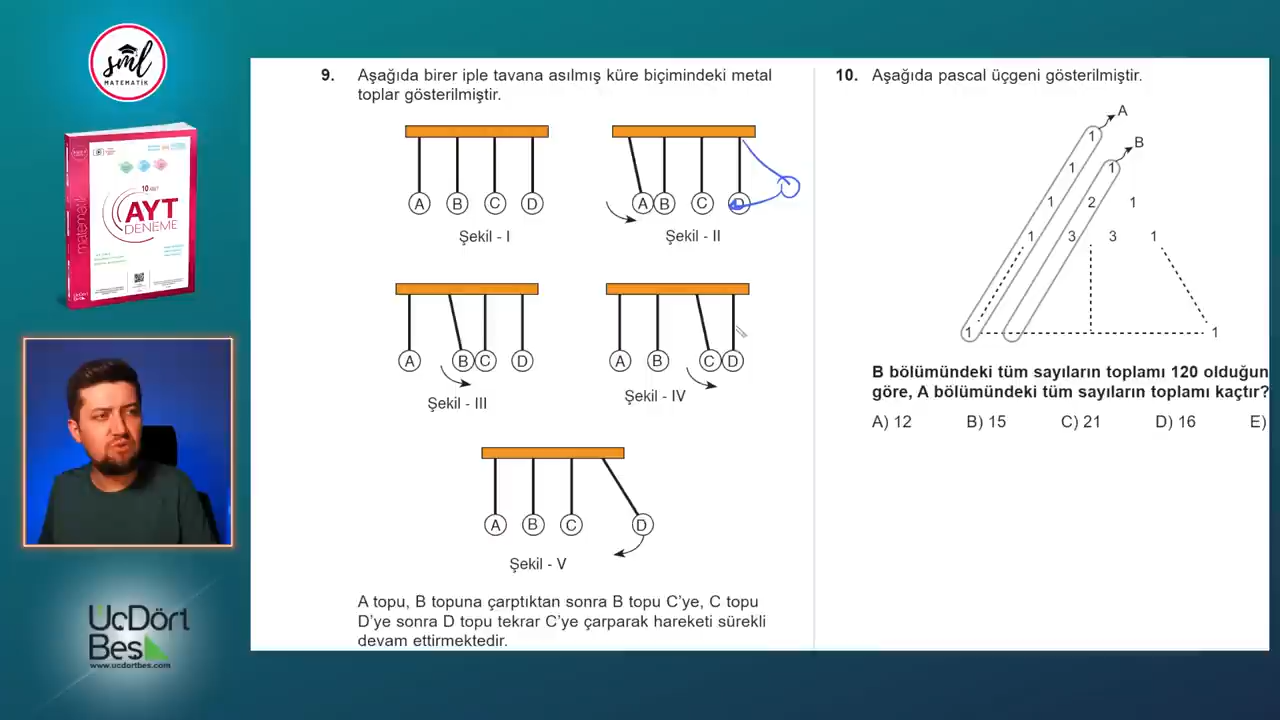 sml
MATEMATİK
10 ADET
AYT
DENEME
matematik
ÜçDört
Beş
www.ucdortbes.com
9. Aşağıda birer iple tavana asılmış küre biçimindeki metal
toplar gösterilmiştir.
A B C D
Şekil - I
A B C D
Şekil - II
A B C D
Şekil - III
A B C D
Şekil - IV
A B C D
Şekil - V
A topu, B topuna çarptıktan sonra B topu C'ye, C topu
D'ye sonra D topu tekrar C'ye çarparak hareketi sürekli
devam ettirmektedir.
10. Aşağıda pascal üçgeni gösterilmiştir.
A
1
B
1 1
1 2 1
1 3 3 1
1 1
B bölümündeki tüm sayıların toplamı 120 olduğun
göre, A bölümündeki tüm sayıların toplamı kaçtır?
A) 12 B) 15 C) 21 D) 16 E)